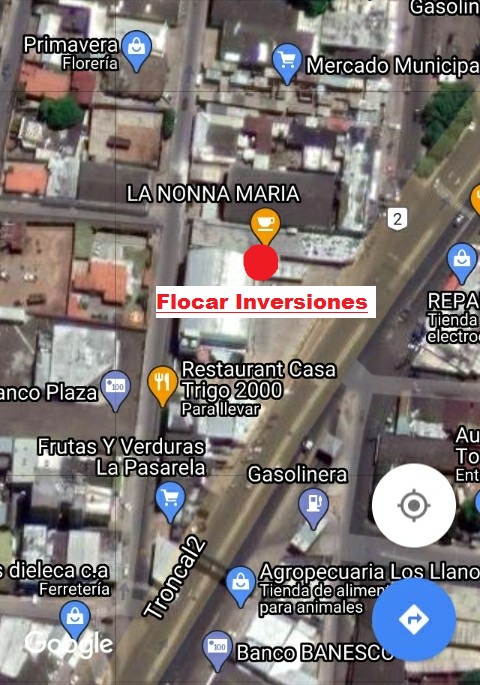 Gasolin
Primavera
Florería
Mercado Municipa
LA NONNA MARIA
2
Flocar Inversiones
REPA
Tienda
electro
Restaurant Casa
Trigo 2000
Para llevar
anco Plaza
100
Frutas Y Verduras
La Pasarela
Gasolinera
Au
To
Ent
Troncal2
s dieleca c.a
Ferretería
Agropecuaria Los Llano
Tienda de alimen
para animales
Google
100
Banco BANESCO